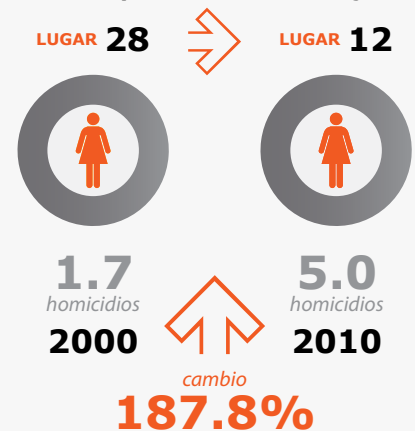 LUGAR 28
LUGAR 12
1.7
homicidios
2000
5.0
homicidios
2010
cambio
187.8%